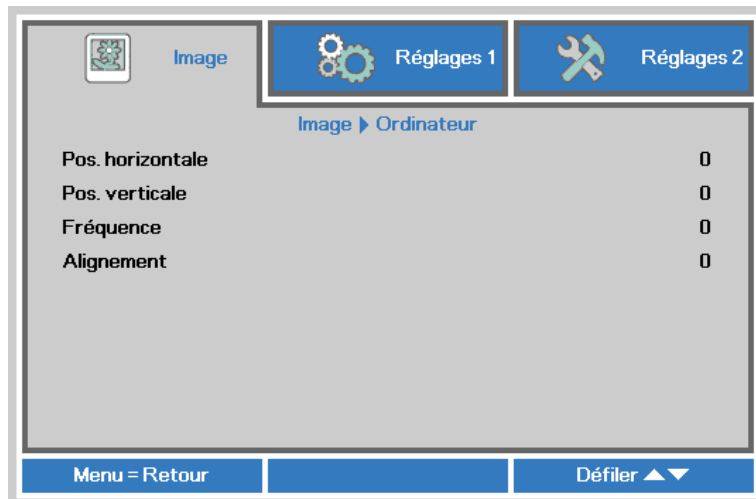 Image
Réglages 1
Réglages 2
Image ▶ Ordinateur
Pos. horizontale 0
Pos. verticale 0
Fréquence 0
Alignement 0
Menu = Retour
Défiler ▲▼